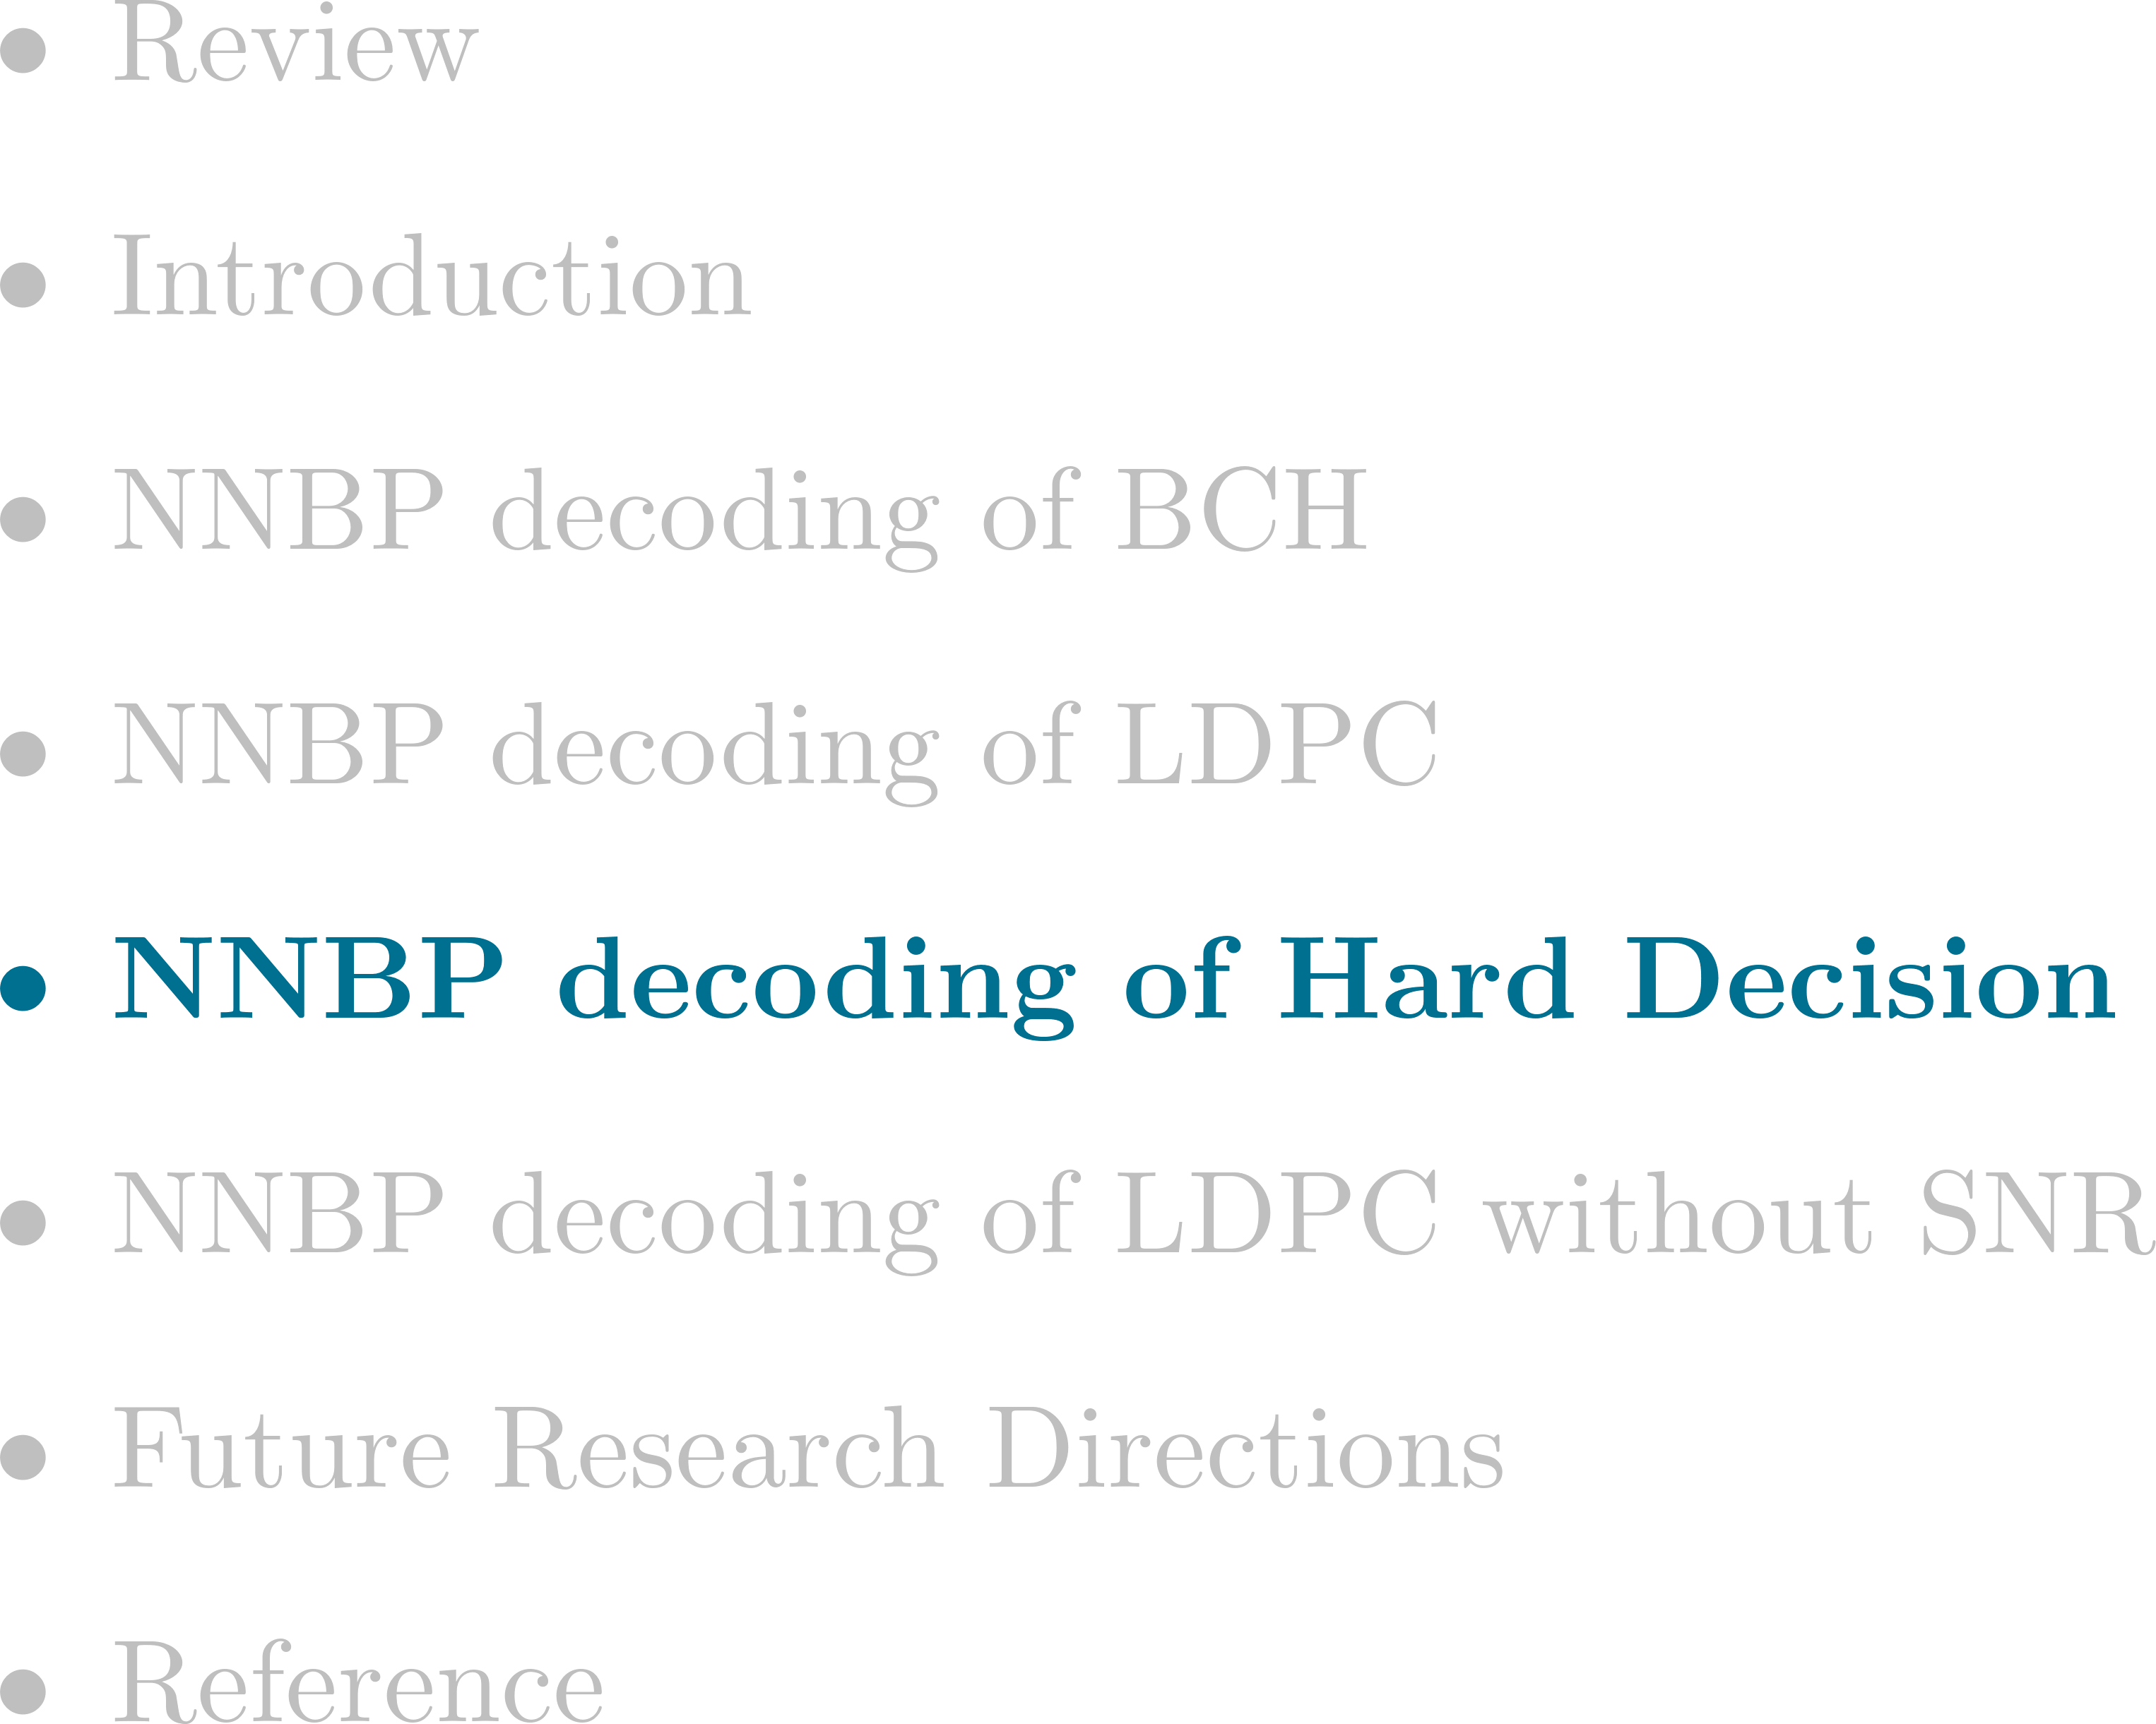 • Review
• Introduction
• NNBP decoding of BCH
• NNBP decoding of LDPC
• NNBP decoding of Hard Decision
• NNBP decoding of LDPC without SNR
• Future Research Directions
• Reference